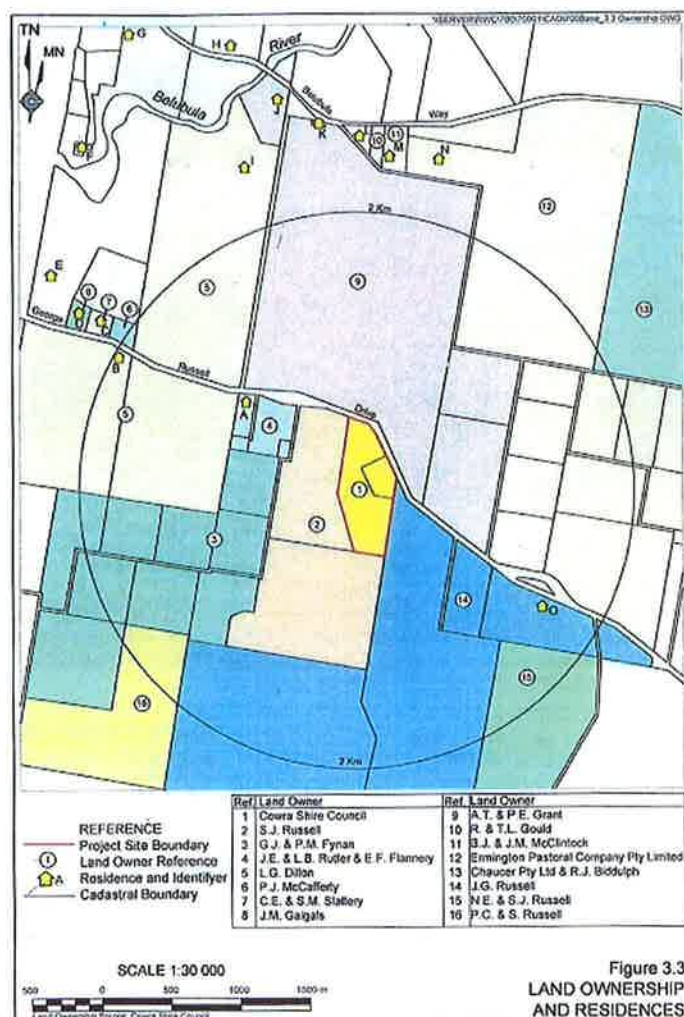 TN
MN
G
H
River
Belubula
J
K
Way
10
11
M
N
F
I
2 Km
12
E
5
9
13
8
7
6
George
B
Russell
A
Drive
4
5
1
2
3
14
O
15
16
2 Km
REFERENCE
Project Site Boundary
1 Land Owner Reference
A Residence and Identifyer
Cadastral Boundary
Ref. Land Owner
1 Cowra Shire Council
2 S.J. Russell
3 G.J. & P.M. Fynan
4 J.E. & L.B. Rutler & E.F. Flannery
5 L.G. Dillon
6 P.J. McCafferty
7 C.E. & S.M. Slattery
8 J.M. Galgals
Ref. Land Owner
9 A.T. & P.E. Grant
10 R. & T.L. Gould
11 B.J. & J.M. McClintock
12 Ermington Pastoral Company Pty Limited
13 Chaucer Pty Ltd & R.J. Biddulph
14 J.G. Russell
15 N.E. & S.J. Russell
16 P.C. & S. Russell
SCALE 1:30 000
500 0 500 1000 1500 m
Figure 3.3
LAND OWNERSHIP
AND RESIDENCES